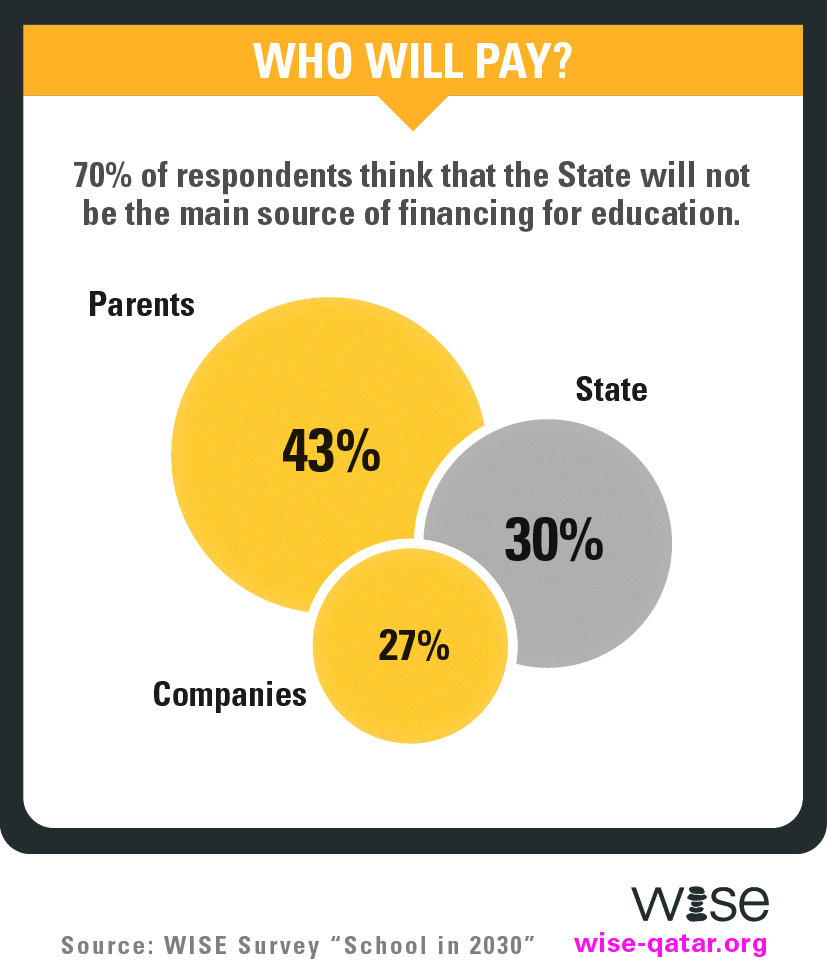 WHO WILL PAY?
70% of respondents think that the State will not
be the main source of financing for education.
Parents
43%
State
30%
27%
Companies
wise
Source: WISE Survey “School in 2030”
wise-qatar.org